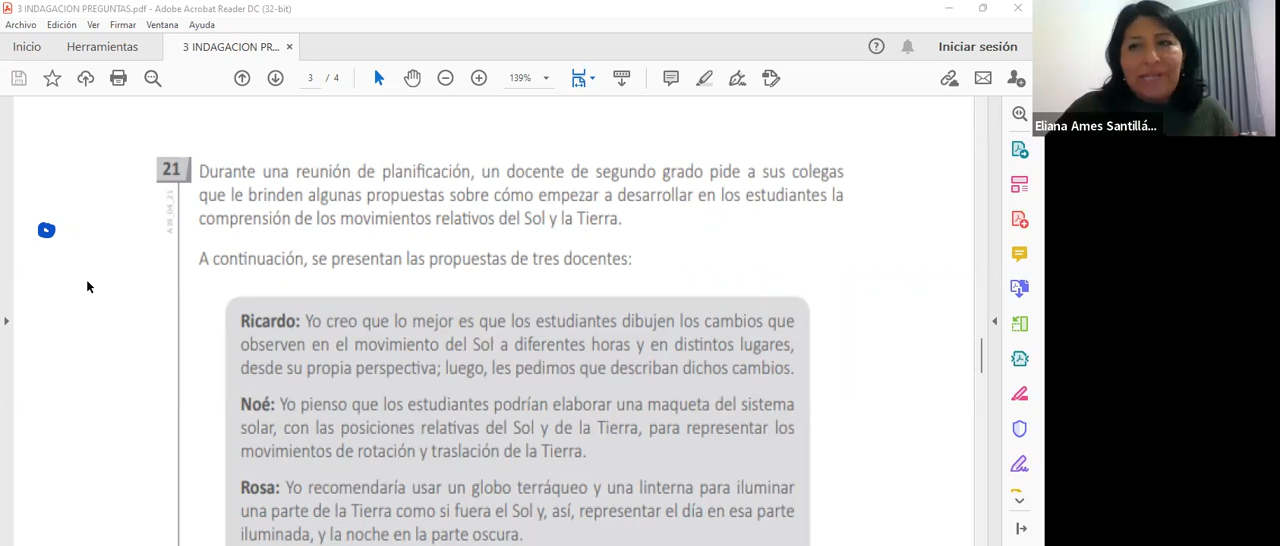 3 INDAGACION PREGUNTAS.pdf - Adobe Acrobat Reader DC (32-bit)
Archivo Edición Ver Firmar Ventana Ayuda
Inicio Herramientas 3 INDAGACION PR... × Iniciar sesión
3 / 4 139%
Eliana Ames Santillá...
21 Durante una reunión de planificación, un docente de segundo grado pide a sus colegas
que le brinden algunas propuestas sobre cómo empezar a desarrollar en los estudiantes la
comprensión de los movimientos relativos del Sol y la Tierra.
A continuación, se presentan las propuestas de tres docentes:
Ricardo: Yo creo que lo mejor es que los estudiantes dibujen los cambios que
observen en el movimiento del Sol a diferentes horas y en distintos lugares,
desde su propia perspectiva; luego, les pedimos que describan dichos cambios.
Noé: Yo pienso que los estudiantes podrían elaborar una maqueta del sistema
solar, con las posiciones relativas del Sol y de la Tierra, para representar los
movimientos de rotación y traslación de la Tierra.
Rosa: Yo recomendaría usar un globo terráqueo y una linterna para iluminar
una parte de la Tierra como si fuera el Sol y, así, representar el día en esa parte
iluminada, y la noche en la parte oscura.